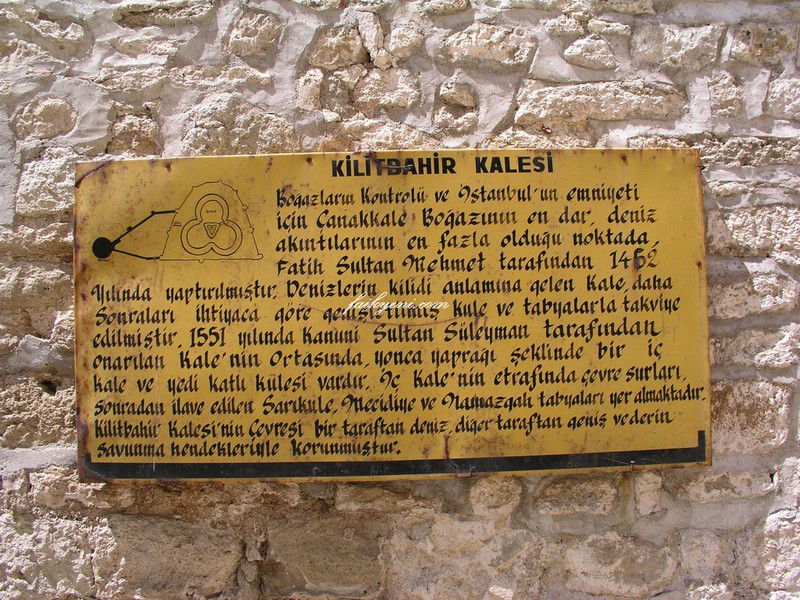 KİLİTBAHİR KALESİ
Boğazların Kontrolü ve İstanbul'un emniyeti
için Çanakkale Boğazının en dar, deniz
akıntılarının en fazla olduğu noktada,
Fatih Sultan Mehmet tarafından 1452
Yılında yaptırılmıştır. Denizlerin kilidi anlamına gelen Kale, daha
Sonraları ihtiyaca göre genişletilmiş kule ve tabyalarla takviye
edilmiştir. 1551 yılında Kanuni Sultan Süleyman tarafından
onarılan Kale'nin Ortasında, yonca yaprağı şeklinde bir iç
kale ve yedi katlı külesi vardır. İç Kale'nin etrafında çevre surları,
Sonradan ilave edilen Sarıkule, Mecidiye ve Namazgah tabyaları yer almaktadır.
Kilitbahir Kalesi'nin Çevresi bir taraftan deniz, diğer taraftan geniş ve derin
savunma hendekleriyle korunmuştur.